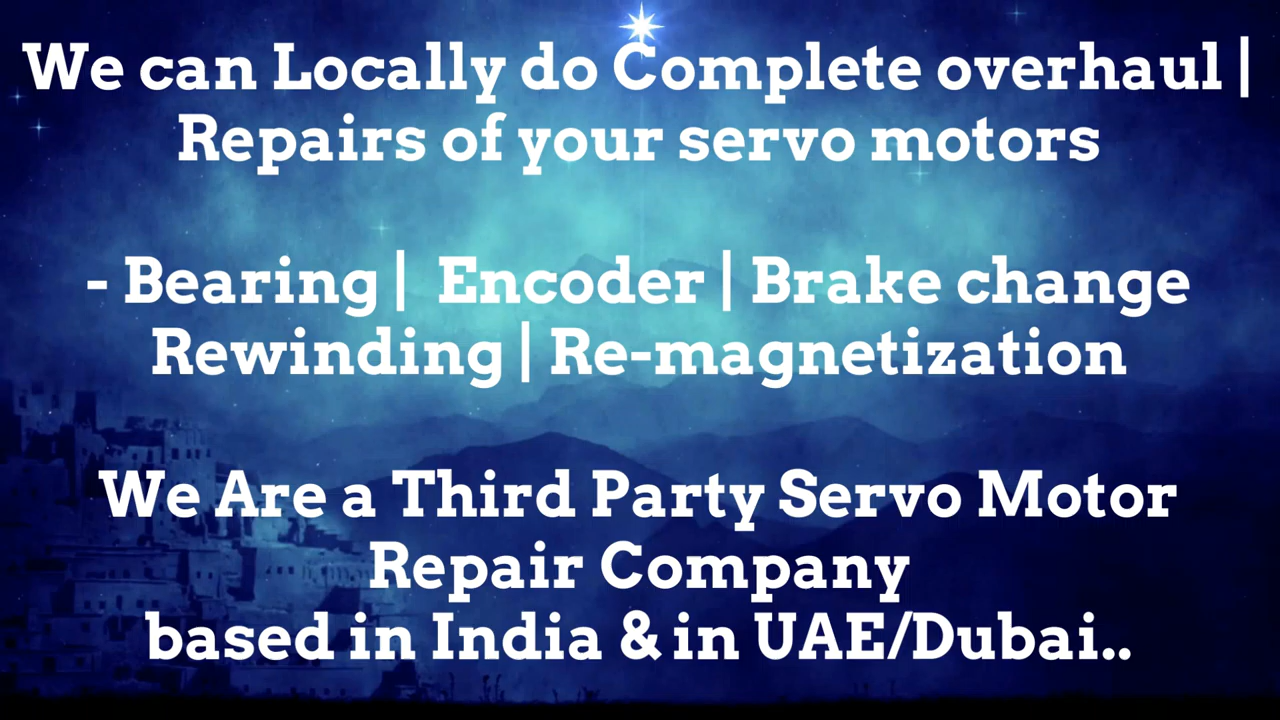 We can Locally do Complete overhaul |
Repairs of your servo motors
- Bearing |  Encoder | Brake change
Rewinding | Re-magnetization
We Are a Third Party Servo Motor
Repair Company
based in India & in UAE/Dubai..